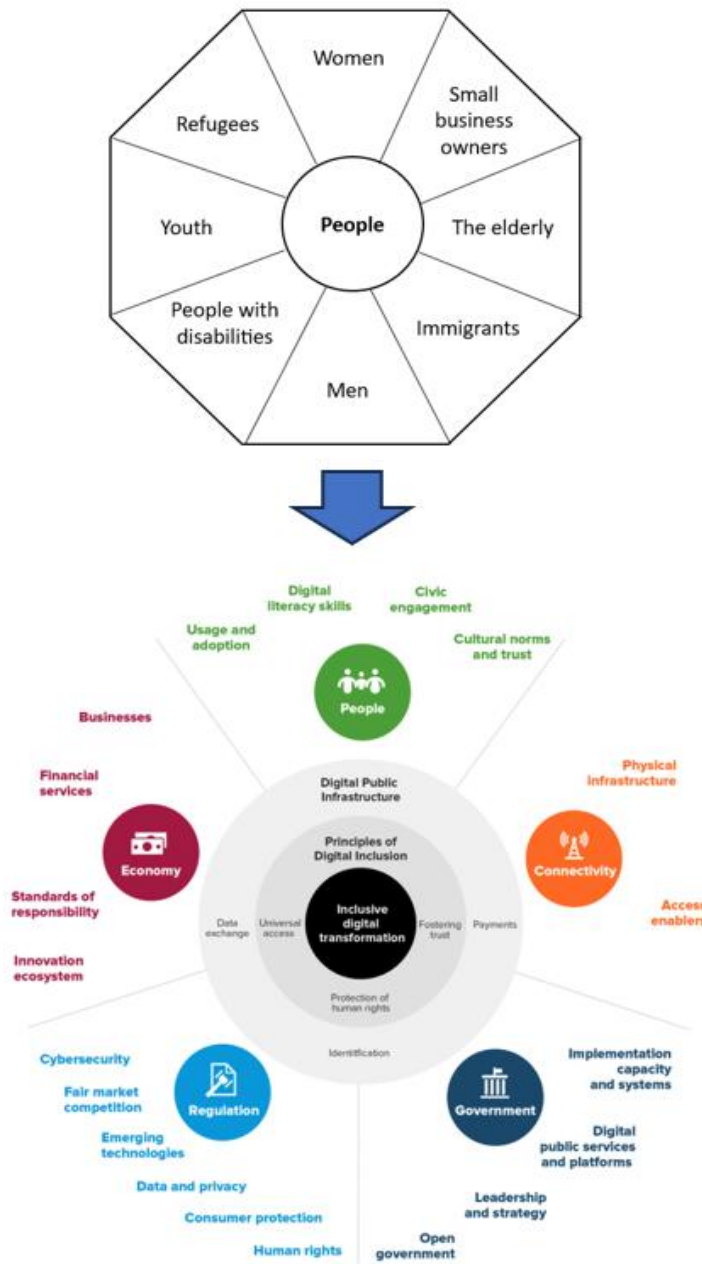 Women
Small
business
owners
Refugees
Youth
People
The elderly
People with
disabilities
Immigrants
Men
Digital
literacy skills
Civic
engagement
Usage and
adoption
Cultural norms
and trust
People
Businesses
Financial
services
Economy
Standards of
responsibility
Innovation
ecosystem
Physical
infrastructure
Connectivity
Access
enablers
Digital Public
Infrastructure
Principles of
Digital Inclusion
Inclusive
digital
transformation
Data
exchange
Universal
access
Fostering
trust
Payments
Protection of
human rights
Identification
Cybersecurity
Fair market
competition
Regulation
Emerging
technologies
Data and privacy
Consumer protection
Human rights
Implementation
capacity
and systems
Government
Digital
public services
and platforms
Leadership
and strategy
Open
government